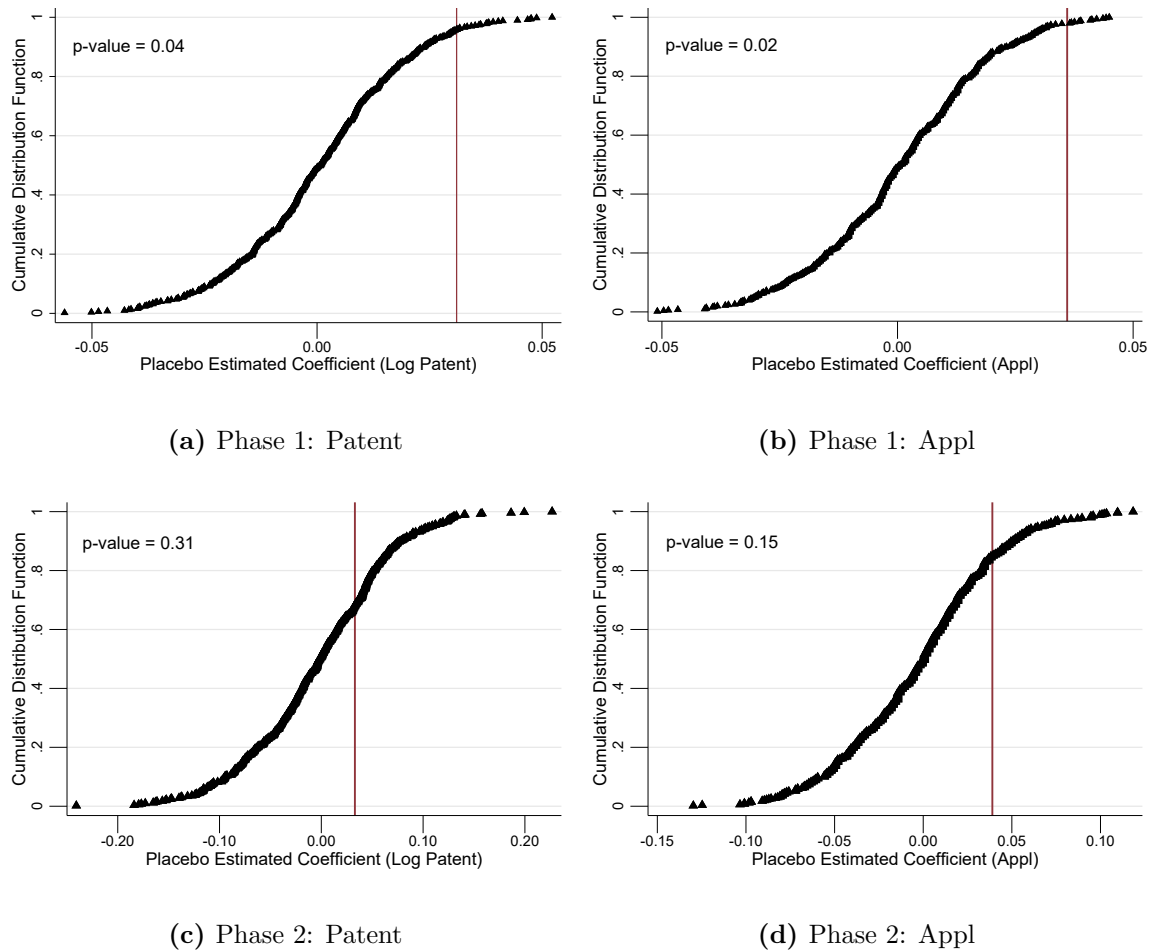 p-value = 0.04
Cumulative Distribution Function
0 .2 .4 .6 .8 1
-0.05 0.00 0.05
Placebo Estimated Coefficient (Log Patent)
(a) Phase 1: Patent
p-value = 0.02
Cumulative Distribution Function
0 .2 .4 .6 .8 1
-0.05 0.00 0.05
Placebo Estimated Coefficient (Appl)
(b) Phase 1: Appl
p-value = 0.31
Cumulative Distribution Function
0 .2 .4 .6 .8 1
-0.20 -0.10 0.00 0.10 0.20
Placebo Estimated Coefficient (Log Patent)
(c) Phase 2: Patent
p-value = 0.15
Cumulative Distribution Function
0 .2 .4 .6 .8 1
-0.15 -0.10 -0.05 0.00 0.05 0.10
Placebo Estimated Coefficient (Appl)
(d) Phase 2: Appl